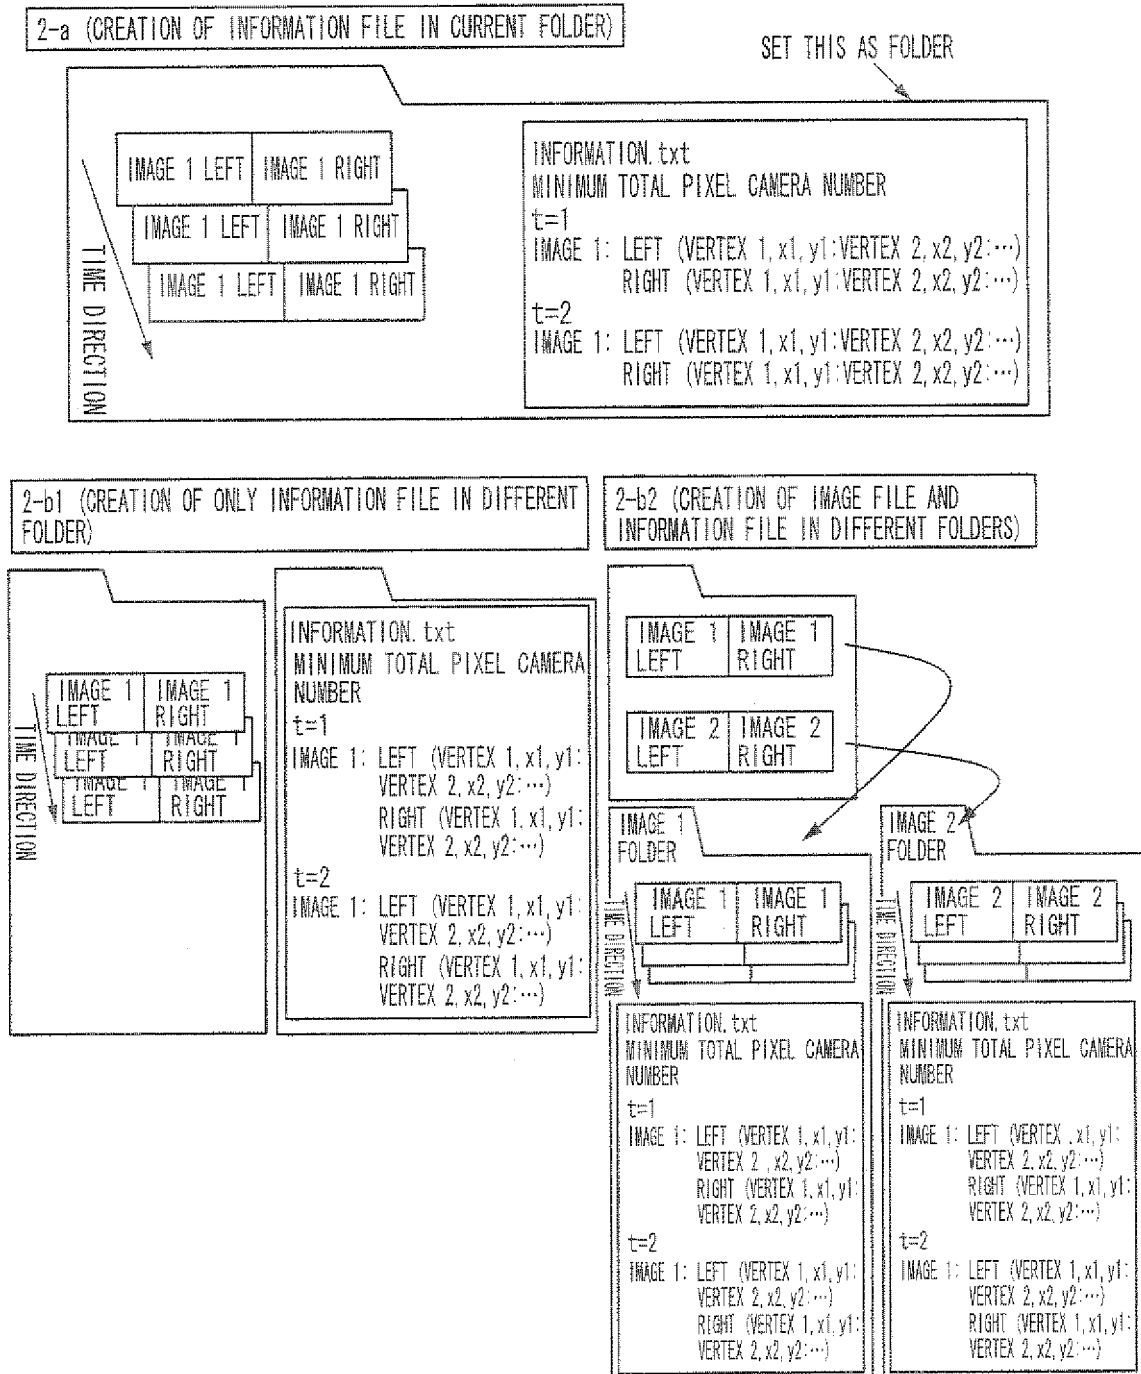 2-a (CREATION OF INFORMATION FILE IN CURRENT FOLDER)
SET THIS AS FOLDER
IMAGE 1 LEFT IMAGE 1 RIGHT
IMAGE 1 LEFT IMAGE 1 RIGHT
IMAGE 1 LEFT IMAGE 1 RIGHT
TIME DIRECTION
INFORMATION.txt
MINIMUM TOTAL PIXEL CAMERA NUMBER
t=1
IMAGE 1: LEFT (VERTEX 1, x1, y1:VERTEX 2, x2, y2:…)
RIGHT (VERTEX 1, x1, y1:VERTEX 2, x2, y2:…)
t=2
IMAGE 1: LEFT (VERTEX 1, x1, y1:VERTEX 2, x2, y2:…)
RIGHT (VERTEX 1, x1, y1:VERTEX 2, x2, y2:…)
2-b1 (CREATION OF ONLY INFORMATION FILE IN DIFFERENT
FOLDER)
IMAGE 1 IMAGE 1
LEFT RIGHT
IMAGE 1 IMAGE 1
LEFT RIGHT
IMAGE 1 IMAGE 1
LEFT RIGHT
TIME DIRECTION
INFORMATION.txt
MINIMUM TOTAL PIXEL CAMERA
NUMBER
t=1
IMAGE 1: LEFT (VERTEX 1, x1, y1:
VERTEX 2, x2, y2:…)
RIGHT (VERTEX 1, x1, y1:
VERTEX 2, x2, y2:…)
t=2
IMAGE 1: LEFT (VERTEX 1, x1, y1:
VERTEX 2, x2, y2:…)
RIGHT (VERTEX 1, x1, y1:
VERTEX 2, x2, y2:…)
2-b2 (CREATION OF IMAGE FILE AND
INFORMATION FILE IN DIFFERENT FOLDERS)
IMAGE 1 IMAGE 1
LEFT RIGHT
IMAGE 2 IMAGE 2
LEFT RIGHT
IMAGE 1
FOLDER
IMAGE 1 IMAGE 1
LEFT RIGHT
TIME DIRECTION
INFORMATION.txt
MINIMUM TOTAL PIXEL CAMERA
NUMBER
t=1
IMAGE 1: LEFT (VERTEX 1, x1, y1:
VERTEX 2 , x2, y2:…)
RIGHT (VERTEX 1, x1, y1:
VERTEX 2, x2, y2:…)
t=2
IMAGE 1: LEFT (VERTEX 1, x1, y1:
VERTEX 2, x2, y2:…)
RIGHT (VERTEX 1, x1, y1:
VERTEX 2, x2, y2:…)
IMAGE 2
FOLDER
IMAGE 2 IMAGE 2
LEFT RIGHT
TIME DIRECTION
INFORMATION.txt
MINIMUM TOTAL PIXEL CAMERA
NUMBER
t=1
IMAGE 1: LEFT (VERTEX , x1, y1:
VERTEX 2, x2, y2:…)
RIGHT (VERTEX 1, x1, y1:
VERTEX 2, x2, y2:…)
t=2
IMAGE 1: LEFT (VERTEX 1, x1, y1:
VERTEX 2, x2, y2:…)
RIGHT (VERTEX 1, x1, y1:
VERTEX 2, x2, y2:…)